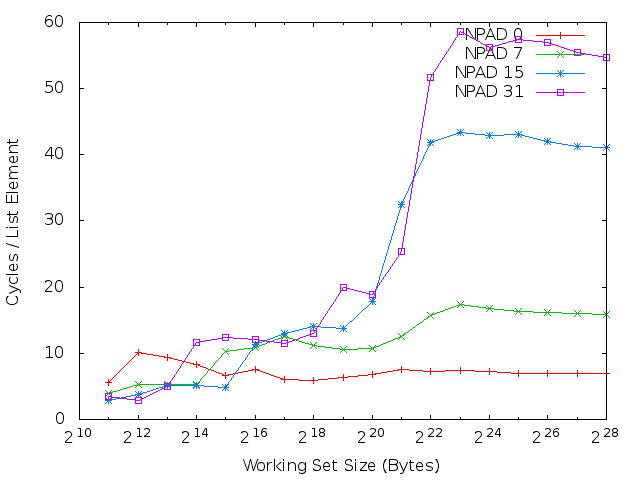 60
NPAD 0
NPAD 7
NPAD 15
NPAD 31
50
40
30
20
10
0
Cycles / List Element
2^10 2^12 2^14 2^16 2^18 2^20 2^22 2^24 2^26 2^28
Working Set Size (Bytes)